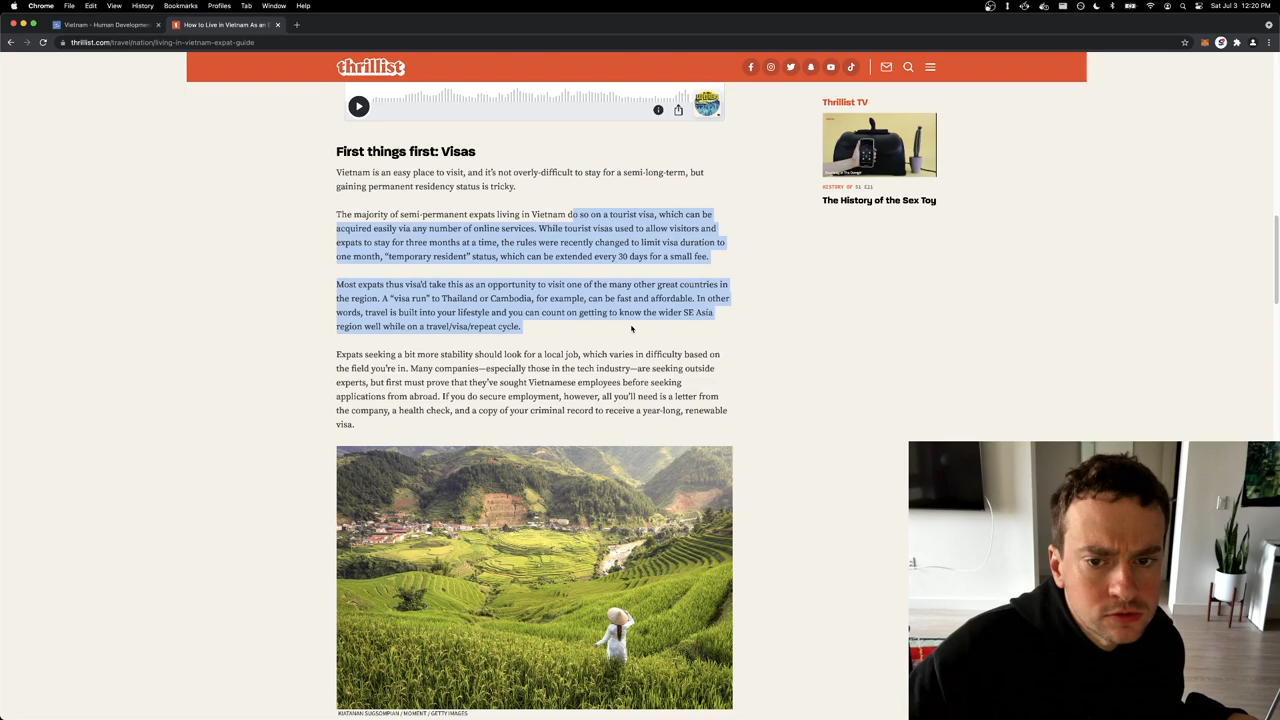 Chrome File Edit View History Bookmarks Profiles Tab Window Help
Sat Jul 3 12:20 PM
Vietnam - Human Developmen
How to Live in Vietnam As an E
thrillist.com/travel/nation/living-in-vietnam-expat-guide
thrillist
First things first: Visas
Vietnam is an easy place to visit, and it’s not overly-difficult to stay for a semi-long-term, but
gaining permanent residency status is tricky.
The majority of semi-permanent expats living in Vietnam do so on a tourist visa, which can be
acquired easily via any number of online services. While tourist visas used to allow visitors and
expats to stay for three months at a time, the rules were recently changed to limit visa duration to
one month, “temporary resident” status, which can be extended every 30 days for a small fee.
Most expats thus visa’d take this as an opportunity to visit one of the many other great countries in
the region. A “visa run” to Thailand or Cambodia, for example, can be fast and affordable. In other
words, travel is built into your lifestyle and you can count on getting to know the wider SE Asia
region well while on a travel/visa/repeat cycle.
Expats seeking a bit more stability should look for a local job, which varies in difficulty based on
the field you’re in. Many companies—especially those in the tech industry—are seeking outside
experts, but first must prove that they’ve sought Vietnamese employees before seeking
applications from abroad. If you do secure employment, however, all you’ll need is a letter from
the company, a health check, and a copy of your criminal record to receive a year-long, renewable
visa.
KIATANAN SUGSOMPIAN / MOMENT / GETTY IMAGES
Thrillist TV
HISTORY OF S1 E21
The History of the Sex Toy